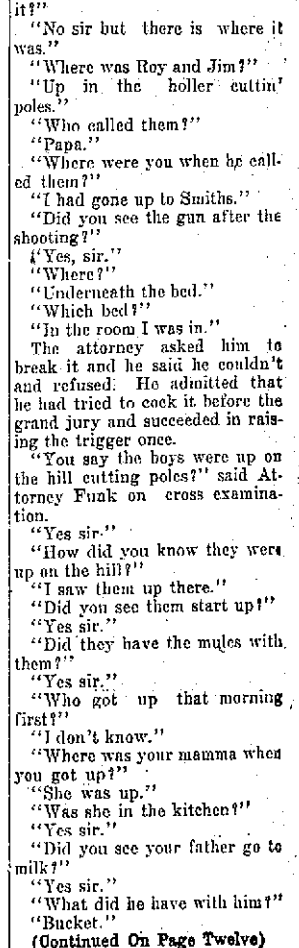 it?"
"No sir but there is where it
was."
"Where was Roy and Jim?"
"Up in the holler cuttin'
poles."
"Who called them?"
"Papa."
"Where were you when he call-
ed them?"
"I had gone up to Smiths."
"Did you see the gun after the
shooting?"
"Yes, sir."
"Where?"
"Underneath the bed."
"Which bed?"
"In the room I was in."
The attorney asked him to
break it and he said he couldn't
and refused. He admitted that
he had tried to cock it before the
grand jury and succeeded in rais-
ing the trigger once.
"You say the boys were up on
the hill cutting poles?" said At-
torney Funk on cross examina-
tion.
"Yes sir."
"How did you know they were
up on the hill?"
"I saw them up there."
"Did you see them start up?"
"Yes sir."
"Did they have the mules with
them?"
"Yes sir."
"Who got up that morning
first?"
"I don't know."
"Where was your mamma when
you got up?"
"She was up."
"Was she in the kitchen?"
"Yes sir."
"Did you see your father go to
milk?"
"Yes sir."
"What did he have with him?"
"Bucket."
(Continued On Page Twelve)